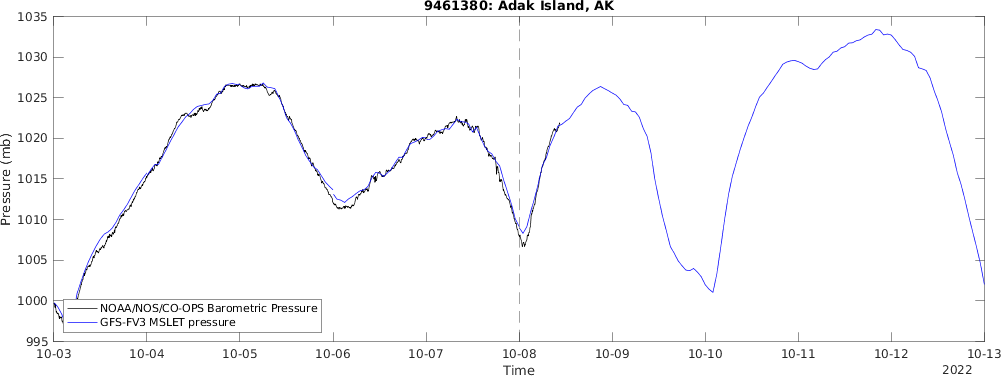 9461380: Adak Island, AK
Pressure (mb)
1035
1030
1025
1020
1015
1010
1005
1000
995
NOAA/NOS/CO-OPS Barometric Pressure
GFS-FV3 MSLET pressure
10-03 10-04 10-05 10-06 10-07 10-08 10-09 10-10 10-11 10-12 10-13
Time
2022